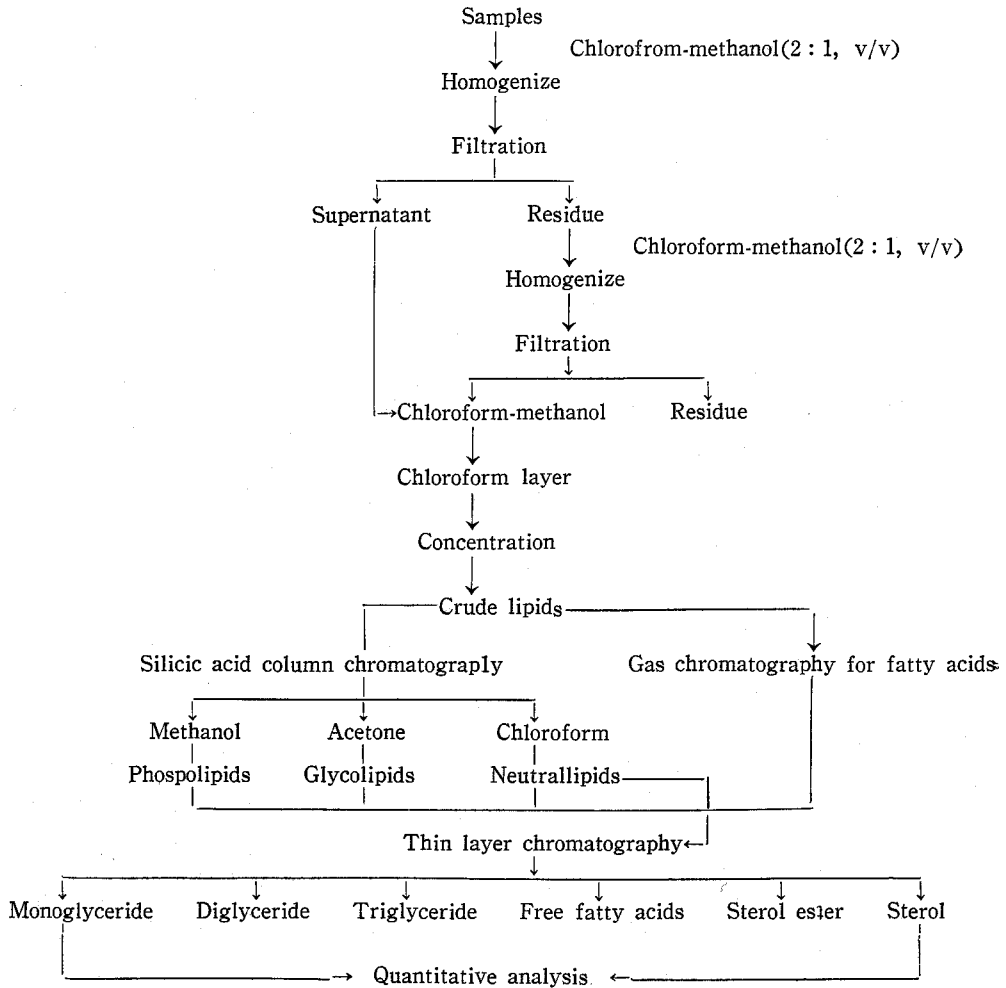 Samples
Chlorofrom-methanol(2 : 1, v/v)
Homogenize
Filtration
Supernatant Residue
Chloroform-methanol(2 : 1, v/v)
Homogenize
Filtration
Chloroform-methanol Residue
Chloroform layer
Concentration
Crude lipids
Silicic acid column chromatograply Gas chromatography for fatty acids
Methanol Acetone Chloroform
Phospolipids Glycolipids Neutrallipids
Thin layer chromatography
Monoglyceride Diglyceride Triglyceride Free fatty acids Sterol ester Sterol
Quantitative analysis